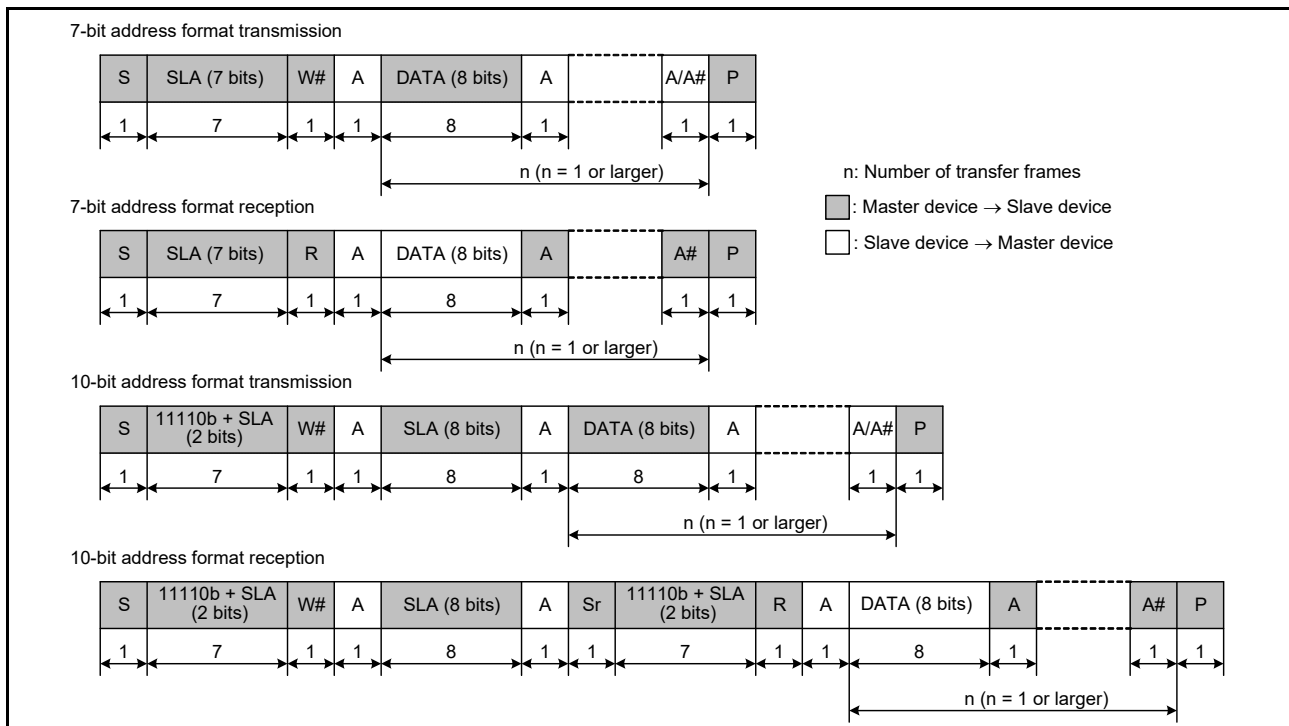 7-bit address format transmission
S SLA (7 bits) W# A DATA (8 bits) A A/A# P
1 7 1 1 8 1 1 1
n (n = 1 or larger)
n: Number of transfer frames
: Master device → Slave device
: Slave device → Master device
7-bit address format reception
S SLA (7 bits) R A DATA (8 bits) A A# P
1 7 1 1 8 1 1 1
n (n = 1 or larger)
10-bit address format transmission
S 11110b + SLA (2 bits) W# A SLA (8 bits) A DATA (8 bits) A A/A# P
1 7 1 1 8 1 8 1 1 1
n (n = 1 or larger)
10-bit address format reception
S 11110b + SLA (2 bits) W# A SLA (8 bits) A Sr 11110b + SLA (2 bits) R A DATA (8 bits) A A# P
1 7 1 1 8 1 1 7 1 1 8 1 1 1
n (n = 1 or larger)